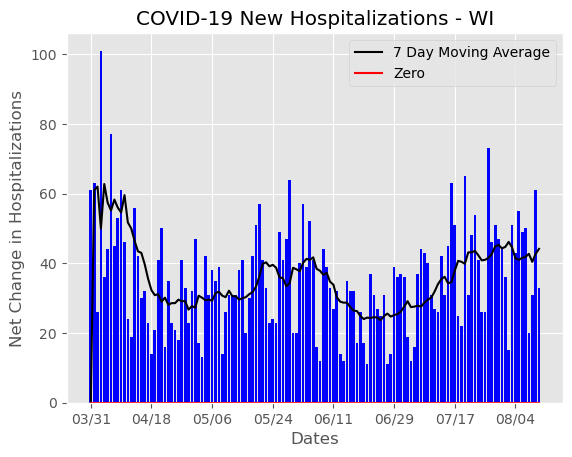 COVID-19 New Hospitalizations - WI
7 Day Moving Average
Zero
Net Change in Hospitalizations
100
80
60
40
20
0
03/31 04/18 05/06 05/24 06/11 06/29 07/17 08/04
Dates